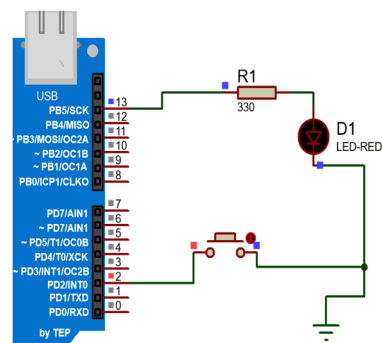 USB
PB5/SCK 13
PB4/MISO 12
~ PB3/MOSI/OC2A 11
~ PB2/OC1B 10
~ PB1/OC1A 9
PB0/ICP1/CLKO 8
PD7/AIN1 7
~ PD7/AIN1 6
~ PD5/T1/OC0B 5
PD4/T0/XCK 4
~ PD3/INT1/OC2B 3
PD2/INT0 2
PD1/TXD 1
PD0/RXD 0
by TEP
R1
330
D1
LED-RED